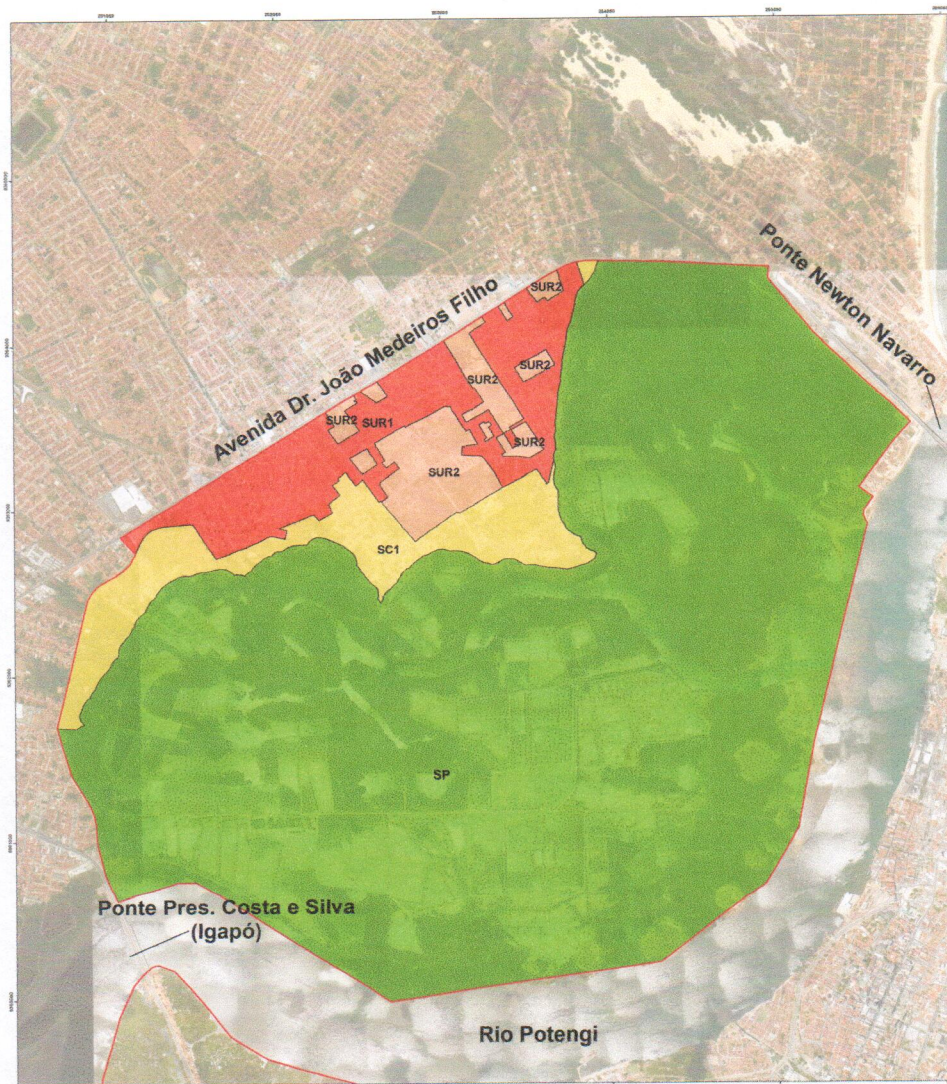 Ponte Newton Navarro
Avenida Dr. João Medeiros Filho
SUR2
SUR2
SUR2
SUR2
SUR1
SUR2
SUR2
SC1
SP
Ponte Pres. Costa e Silva
(Igapó)
Rio Potengi